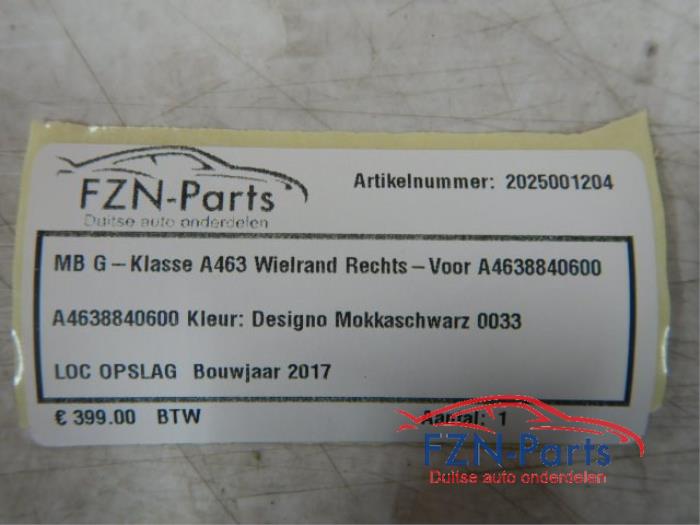 FZN-Parts
Duitse auto onderdelen
Artikelnummer: 2025001204
MB G-Klasse A463 Wielrand Rechts-Voor A4638840600
A4638840600 Kleur: Designo Mokkaschwarz 0033
LOC OPSLAG Bouwjaar 2017
€ 399.00 BTW
Aantal: 1
FZN-Parts
Duitse auto onderdelen